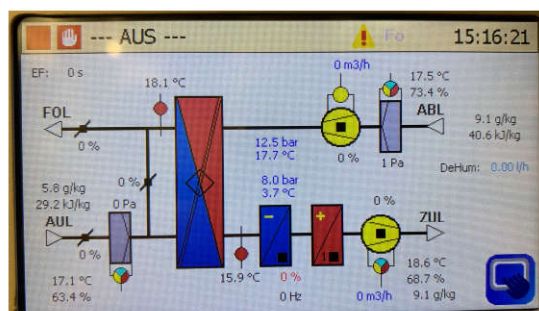 --- AUS ---
Fo
15:16:21
EF: 0 s
18.1 °C
0 m3/h
17.5 °C
73.4 %
FOL
ABL
9.1 g/kg
40.6 kJ/kg
0 %
12.5 bar
17.7 °C
0 %
1 Pa
DeHum: 0.00 l/h
5.8 g/kg
29.2 kJ/kg
0 %
0 Pa
8.0 bar
3.7 °C
0 %
AUL
ZUL
0 %
17.1 °C
63.4 %
15.9 °C
0 %
0 Hz
0 m3/h
18.6 °C
68.7 %
9.1 g/kg